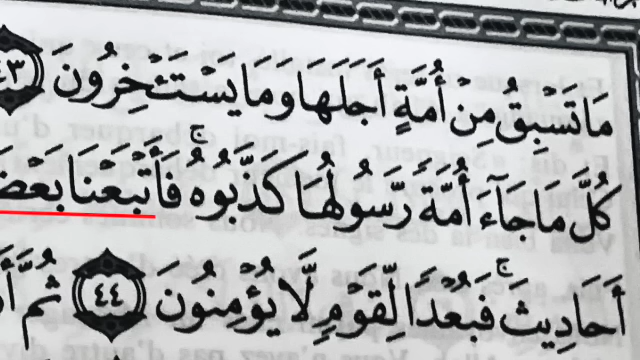 مَا تَسْبِقُ مِنْ أُمَّةٍ أَجَلَهَا وَمَا يَسْتَـْٔخِرُونَ ٤٣
كُلَّ مَا جَآءَ أُمَّةً رَّسُولُهَا كَذَّبُوهُۚ فَأَتْبَعْنَا بَعْض
أَحَادِيثَۚ فَبُعْدًا لِّقَوْمٍ لَّا يُؤْمِنُونَ ٤٤ ثُمَّ